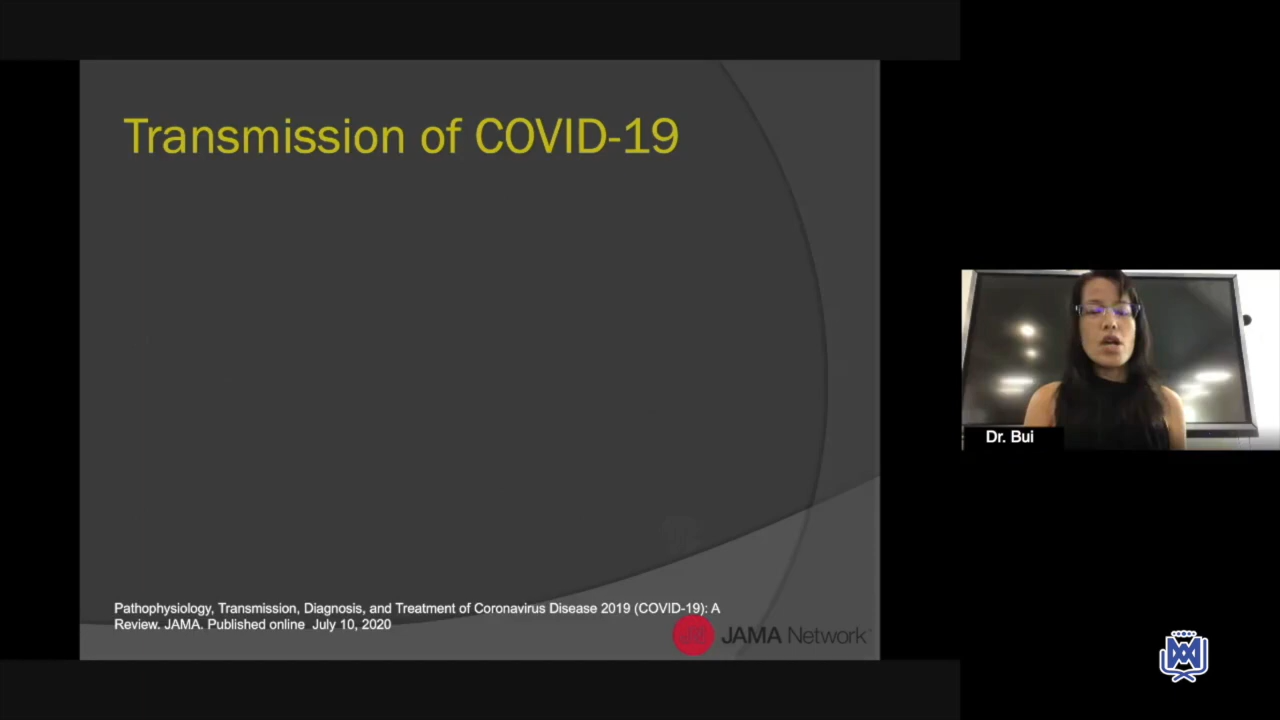 Transmission of COVID-19
Dr. Bui
Pathophysiology, Transmission, Diagnosis, and Treatment of Coronavirus Disease 2019 (COVID-19): A
Review. JAMA. Published online July 10, 2020
JAMA Network